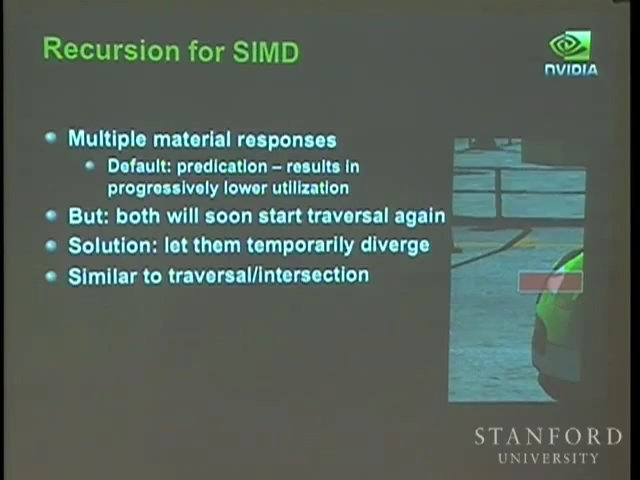 Recursion for SIMD
NVIDIA
Multiple material responses
Default: predication – results in
progressively lower utilization
But: both will soon start traversal again
Solution: let them temporarily diverge
Similar to traversal/intersection
STANFORD
UNIVERSITY